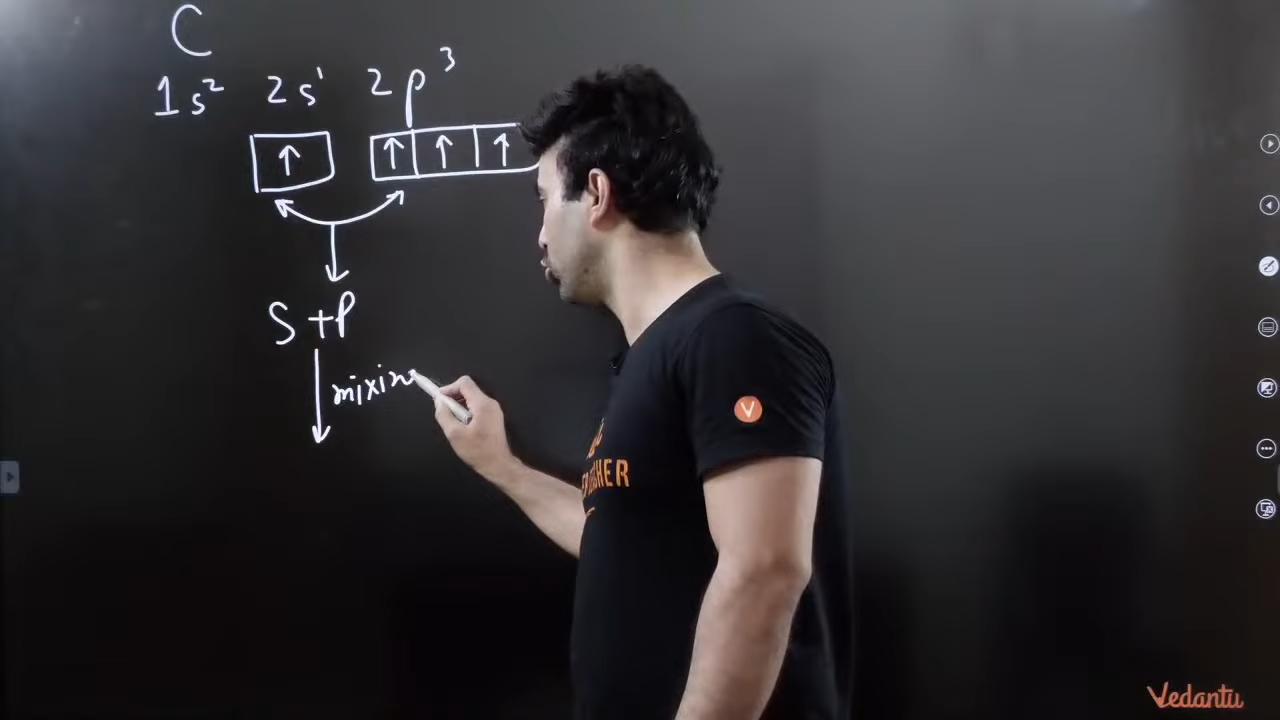 C
1s² 2s¹ 2p³
↑ ↑ ↑ ↑
S+P
mixin
V
HER
Vedantu